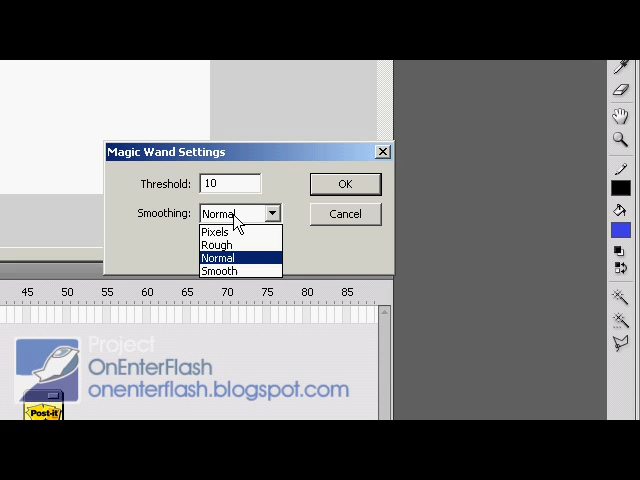 Magic Wand Settings
Threshold: 10
OK
Smoothing: Normal
Cancel
Pixels
Rough
Normal
Smooth
45 50 55 60 65 70 75 80 85
Project
OnEnterFlash
onenterflash.blogspot.com
Post-it